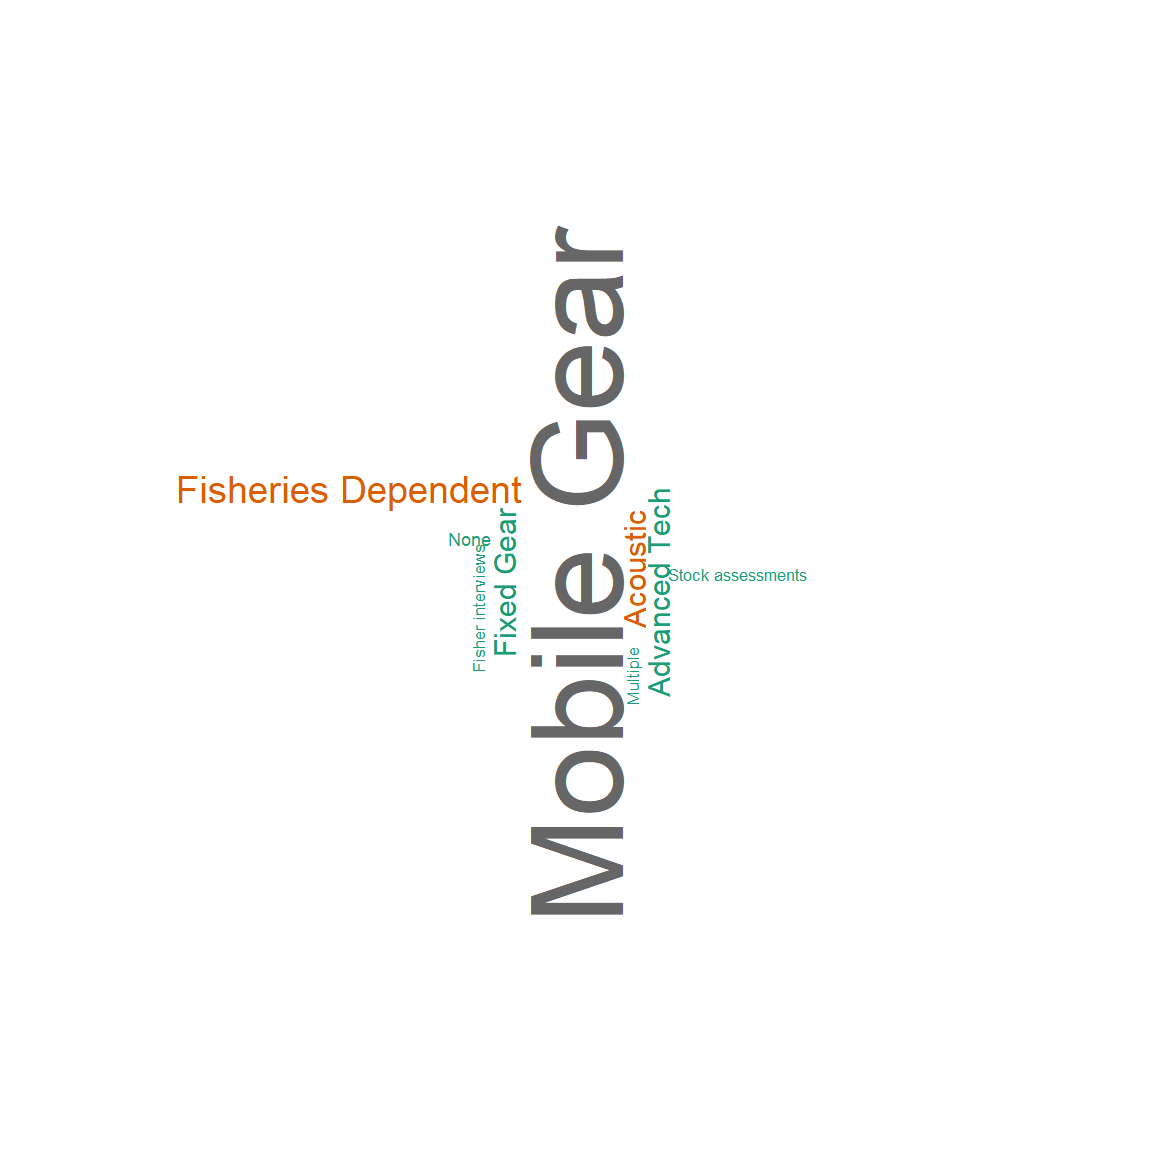 Mobile Gear
Fisheries Dependent
None
Fisher interviews
Fixed Gear
Acoustic
Advanced Tech
Stock assessments
Multiple